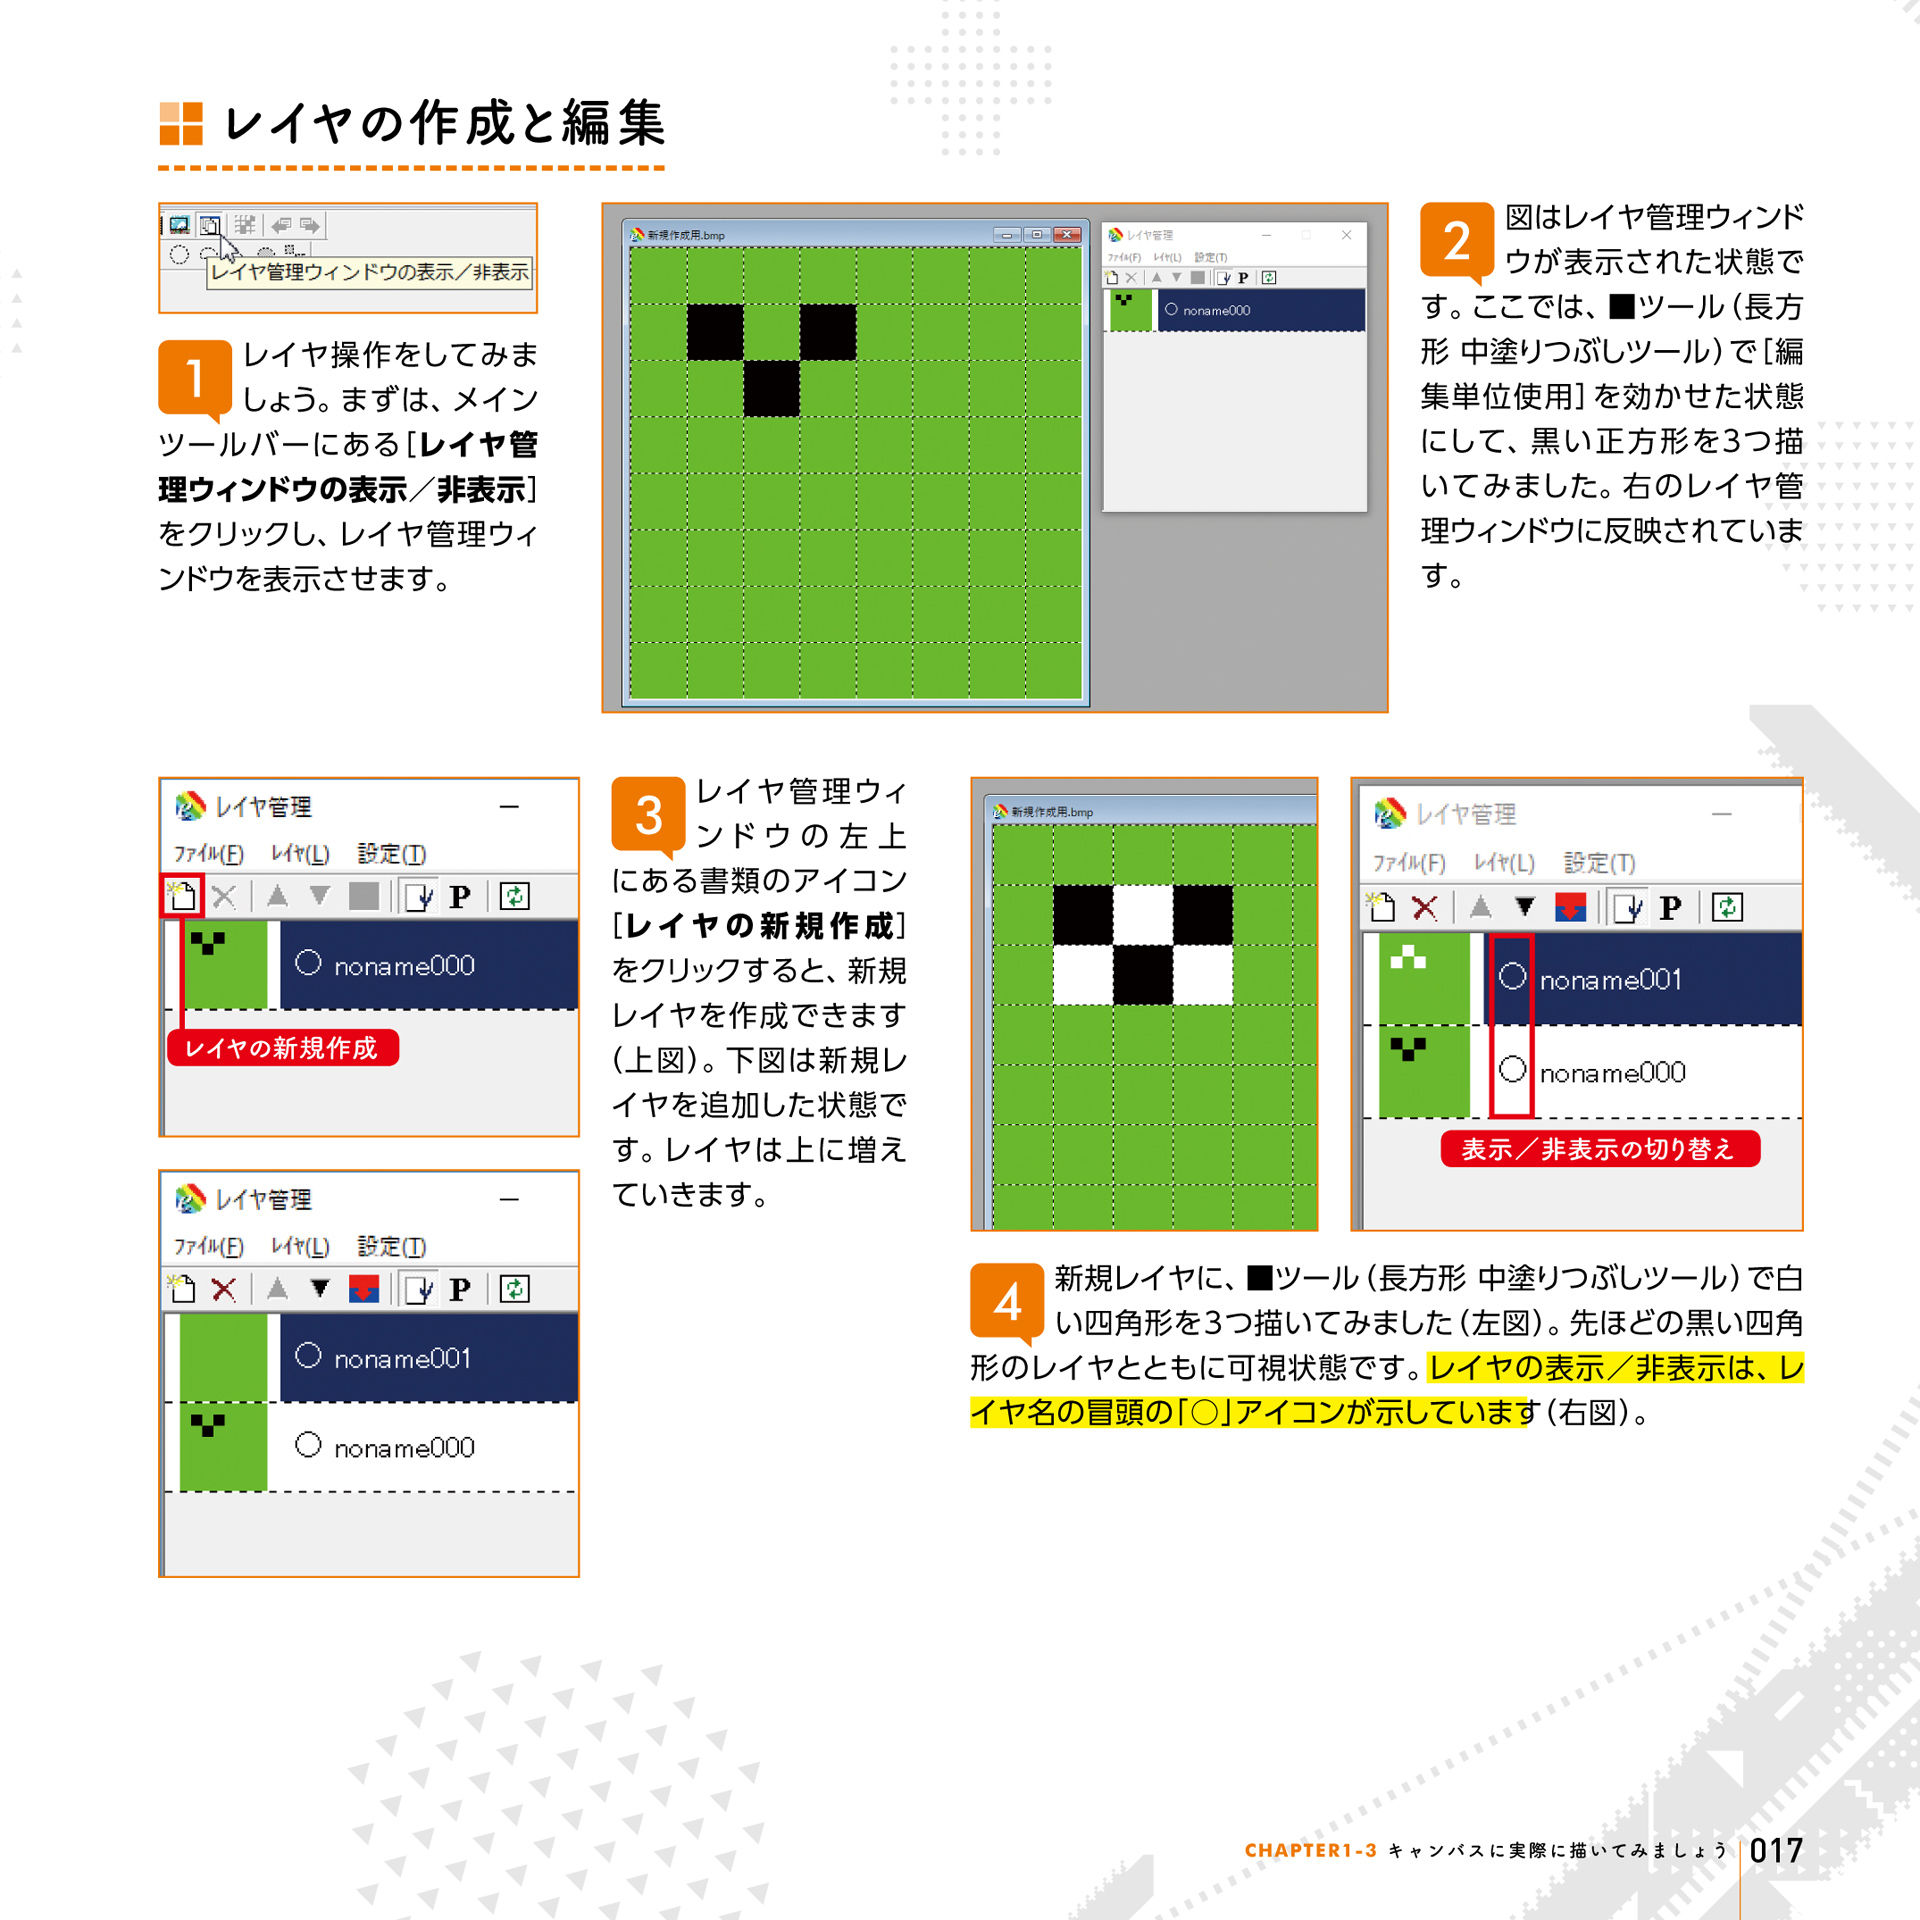 レイヤの作成と編集
レイヤ管理ウィンドウの表示／非表示
1
レイヤ操作をしてみま
しょう。まずは、メイン
ツールバーにある［レイヤ管
理ウィンドウの表示／非表示］
をクリックし、レイヤ管理ウィ
ンドウを表示させます。
新規作成用.bmp
レイヤ管理
ﾌｧｲﾙ(F) ﾚｲﾔ(L) 設定(T)
P
noname000
2
図はレイヤ管理ウィンド
ウが表示された状態で
す。ここでは、■ツール（長方
形 中塗りつぶしツール）で［編
集単位使用］を効かせた状態
にして、黒い正方形を3つ描
いてみました。右のレイヤ管
理ウィンドウに反映されていま
す。
レイヤ管理
ﾌｧｲﾙ(F) ﾚｲﾔ(L) 設定(T)
P
noname000
レイヤの新規作成
レイヤ管理
ﾌｧｲﾙ(F) ﾚｲﾔ(L) 設定(T)
P
noname001
noname000
3
レイヤ管理ウィ
ンドウの左上
にある書類のアイコン
［レイヤの新規作成］
をクリックすると、新規
レイヤを作成できます
（上図）。下図は新規レ
イヤを追加した状態で
す。レイヤは上に増え
ていきます。
新規作成用.bmp
レイヤ管理
ﾌｧｲﾙ(F) ﾚｲﾔ(L) 設定(T)
P
noname001
noname000
表示／非表示の切り替え
4
新規レイヤに、■ツール（長方形 中塗りつぶしツール）で白
い四角形を3つ描いてみました（左図）。先ほどの黒い四角
形のレイヤとともに可視状態です。レイヤの表示／非表示は、レ
イヤ名の冒頭の「○」アイコンが示しています（右図）。
CHAPTER1-3 キャンバスに実際に描いてみましょう 017